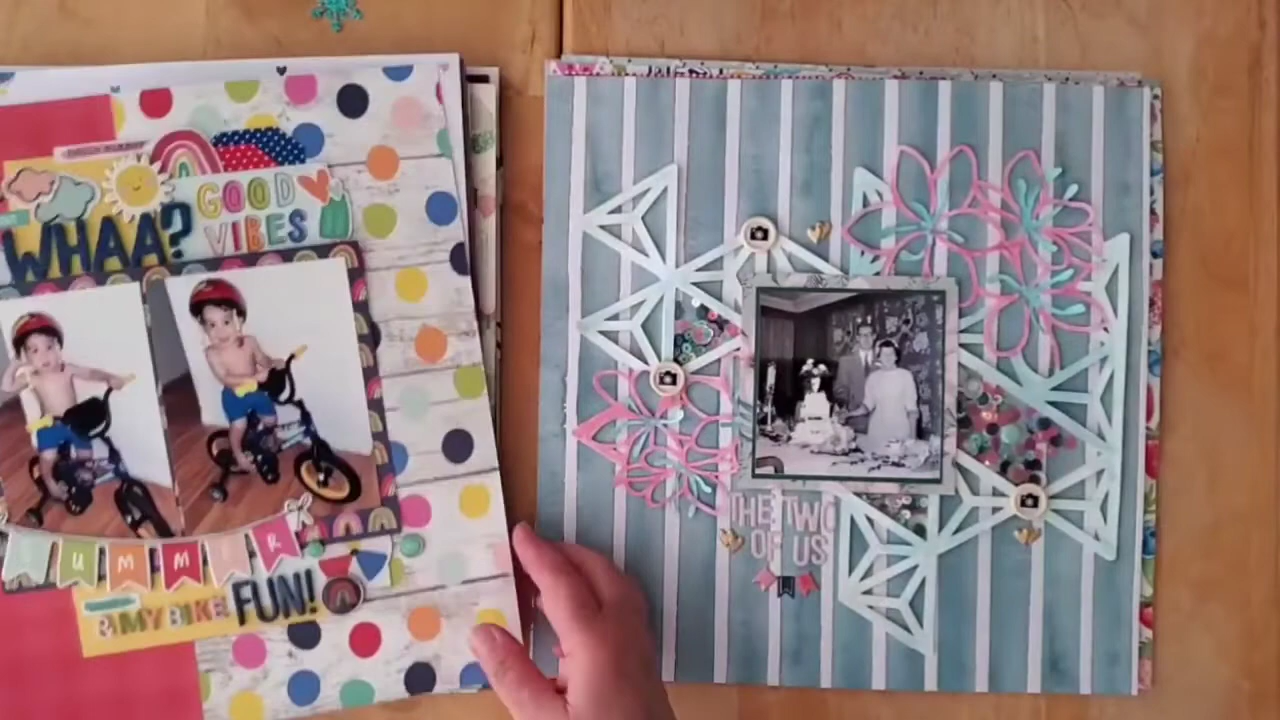 GOOD
VIBES
WHAA?
SUMMER
MY BIKE
FUN!
THE TWO
OF US